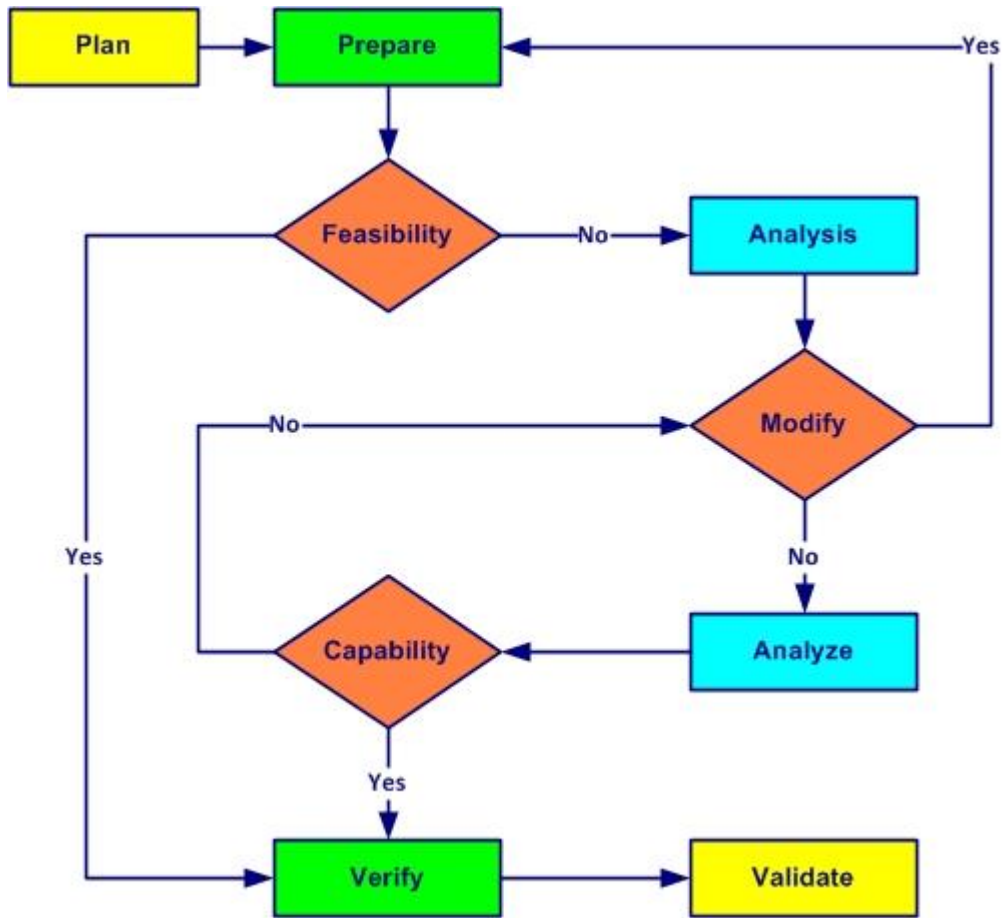 Plan
Prepare
Yes
Feasibility
No
Analysis
No
Modify
Yes
No
Capability
Analyze
Yes
Verify
Validate